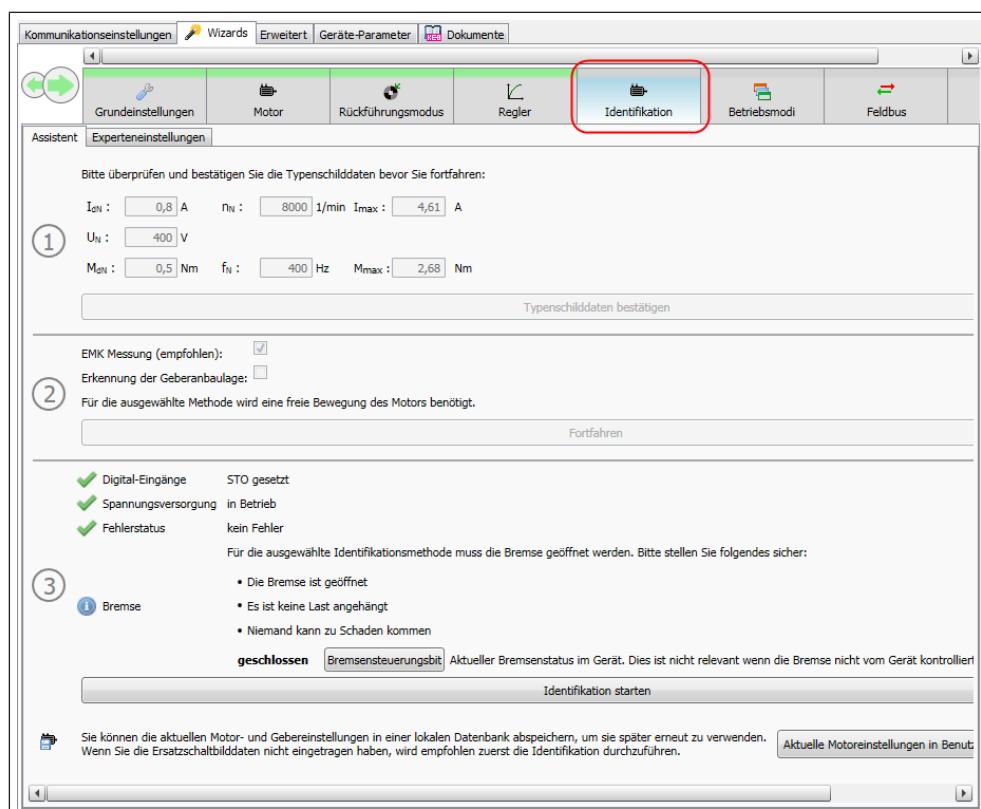 Kommunikationseinstellungen Wizards Erweitert Geräte-Parameter KEB Dokumente
Grundeinstellungen Motor Rückführungsmodus Regler Identifikation Betriebsmodi Feldbus
Assistent Experteneinstellungen
Bitte überprüfen und bestätigen Sie die Typenschilddaten bevor Sie fortfahren:
IdN : 0,8 A nN : 8000 1/min Imax : 4,61 A
1
UN : 400 V
MdN : 0,5 Nm fN : 400 Hz Mmax : 2,68 Nm
Typenschilddaten bestätigen
EMK Messung (empfohlen):
Erkennung der Geberanbaulage:
2
Für die ausgewählte Methode wird eine freie Bewegung des Motors benötigt.
Fortfahren
Digital-Eingänge STO gesetzt
Spannungsversorgung in Betrieb
Fehlerstatus kein Fehler
Für die ausgewählte Identifikationsmethode muss die Bremse geöffnet werden. Bitte stellen Sie folgendes sicher:
3
• Die Bremse ist geöffnet
Bremse • Es ist keine Last angehängt
• Niemand kann zu Schaden kommen
geschlossen Bremsensteuerungsbit Aktueller Bremsenstatus im Gerät. Dies ist nicht relevant wenn die Bremse nicht vom Gerät kontrolliert
Identifikation starten
Sie können die aktuellen Motor- und Gebereinstellungen in einer lokalen Datenbank abspeichern, um sie später erneut zu verwenden.
Wenn Sie die Ersatzschaltbilddaten nicht eingetragen haben, wird empfohlen zuerst die Identifikation durchzuführen.
Aktuelle Motoreinstellungen in Benutz